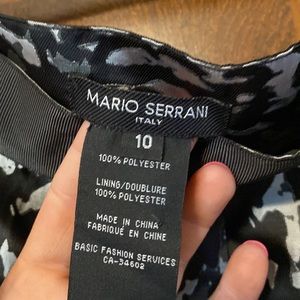 MARIO SERRANI
ITALY
10
100% POLYESTER
LINING/DOUBLURE
100% POLYESTER
MADE IN CHINA
FABRIQUÉ EN CHINE
BASIC FASHION SERVICES
CA-34602